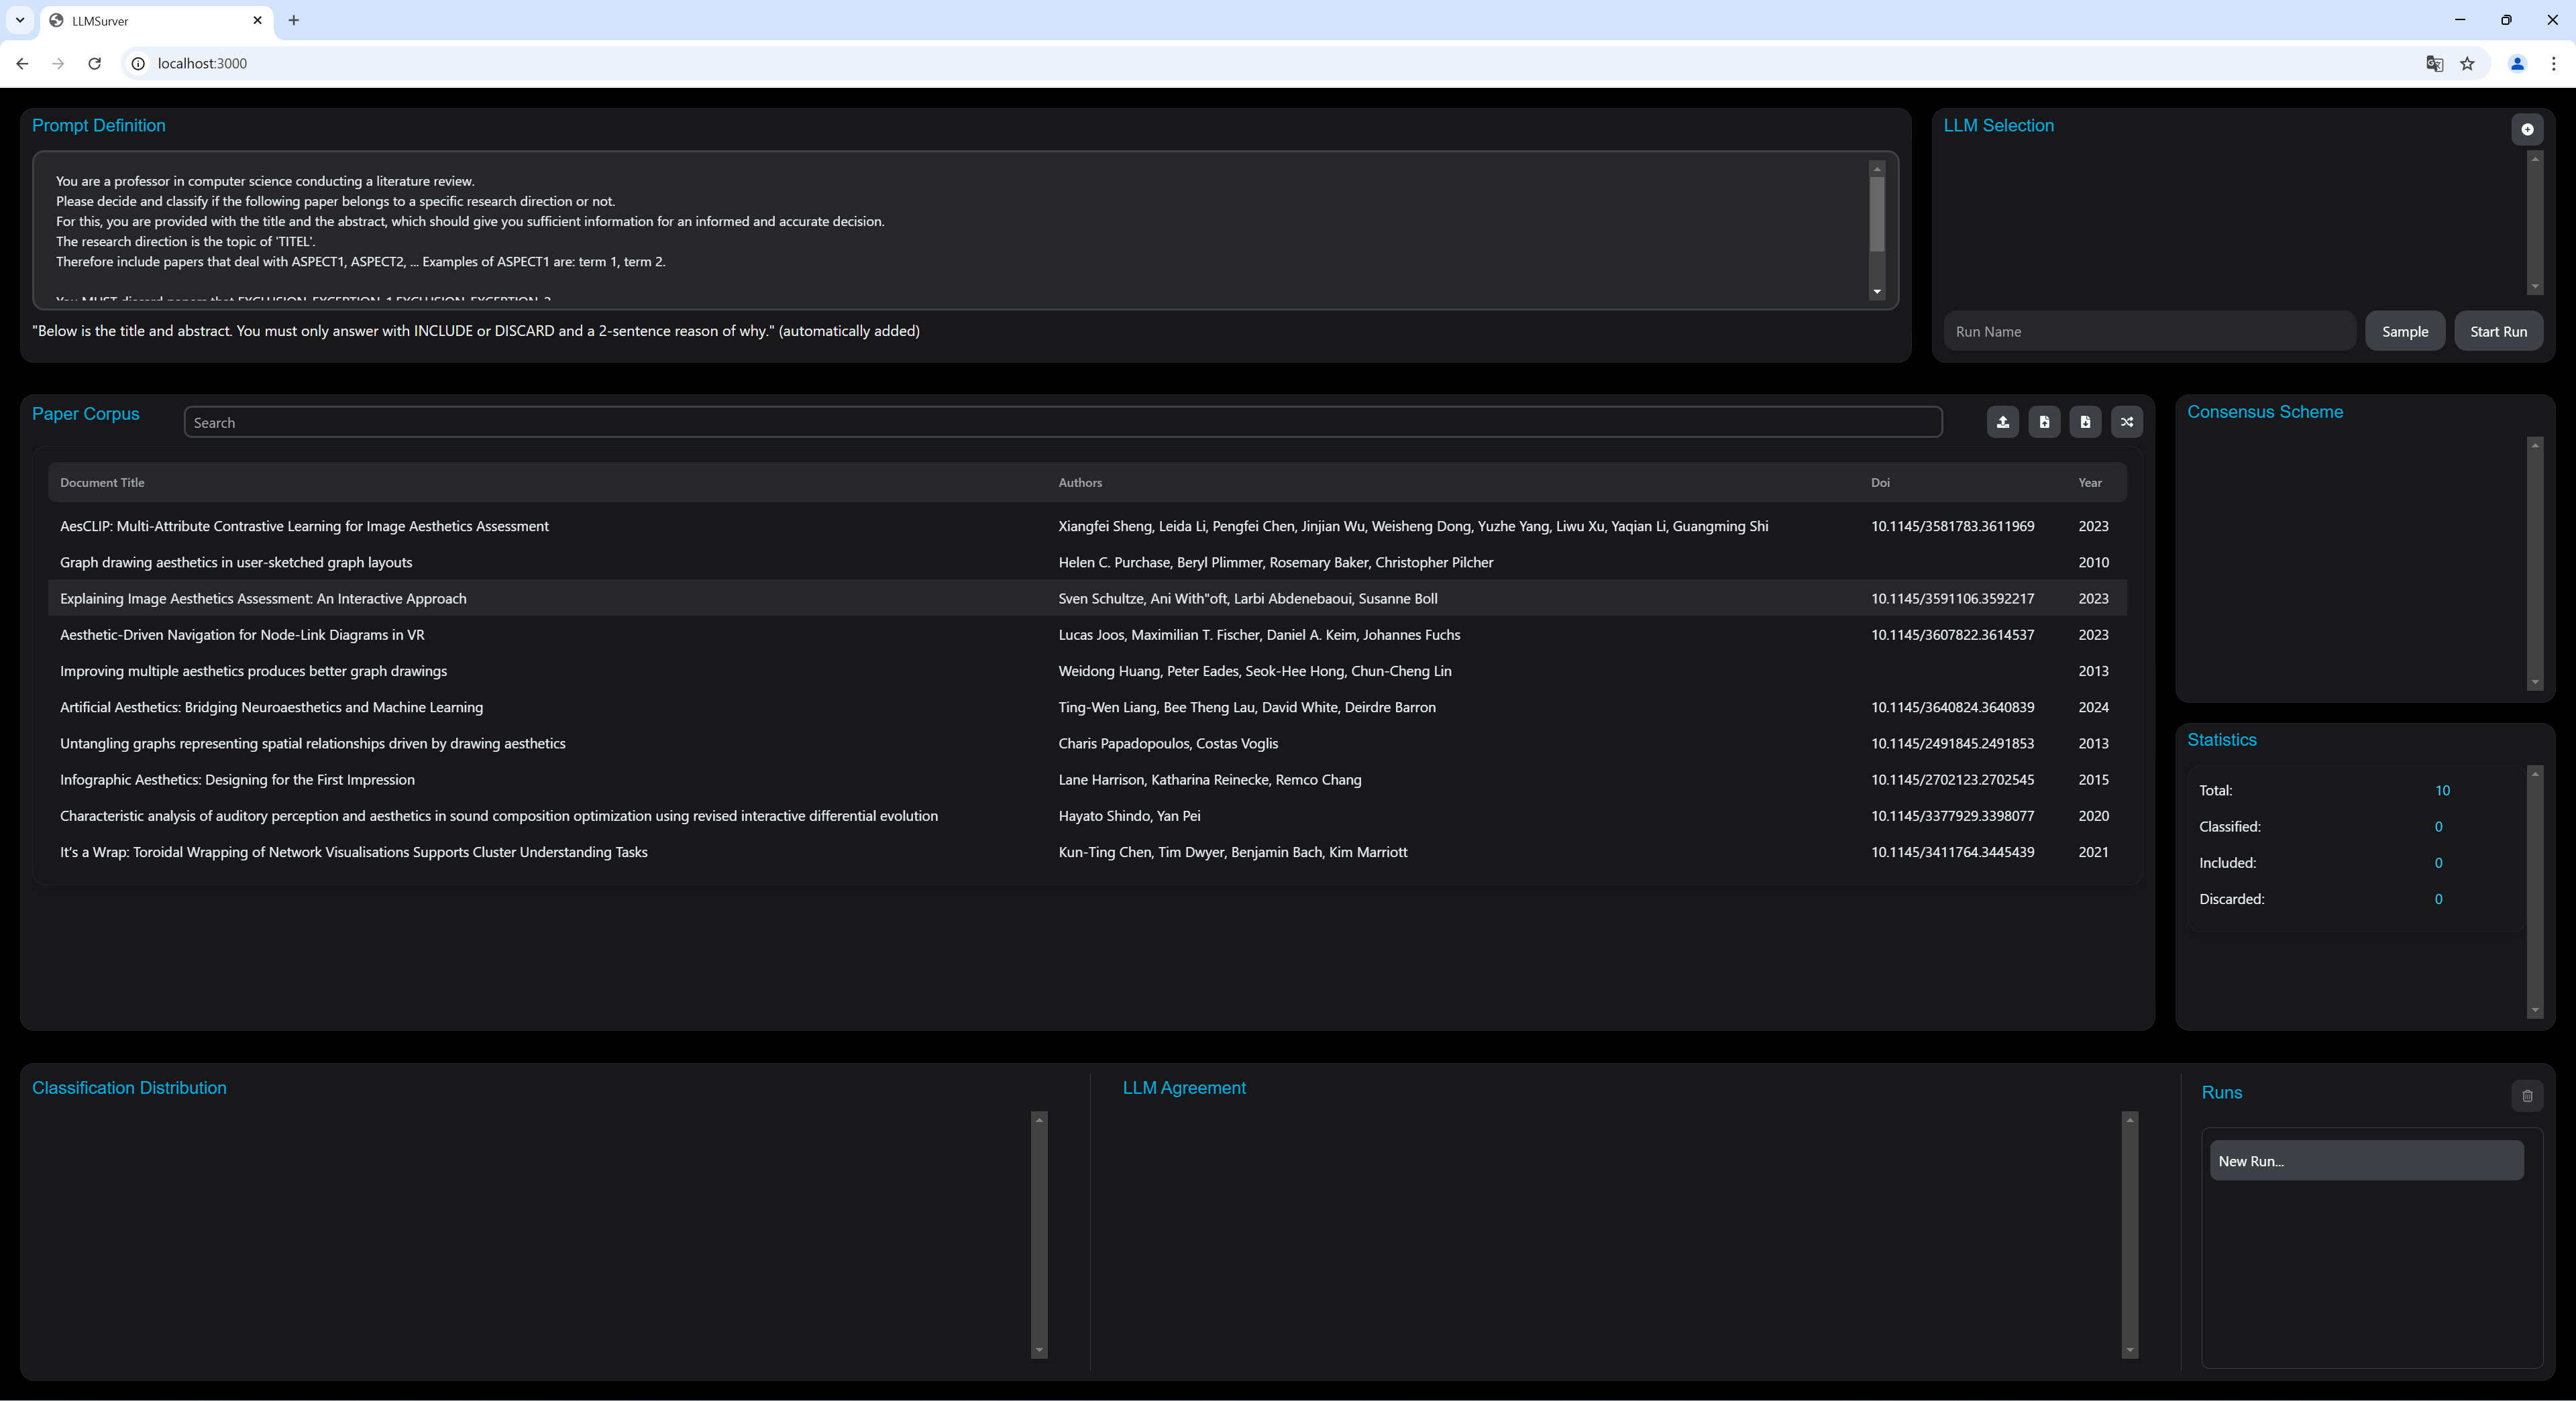 LLMSurver
localhost:3000
Prompt Definition
You are a professor in computer science conducting a literature review.
Please decide and classify if the following paper belongs to a specific research direction or not.
For this, you are provided with the title and the abstract, which should give you sufficient information for an informed and accurate decision.
The research direction is the topic of 'TITEL'.
Therefore include papers that deal with ASPECT1, ASPECT2, ... Examples of ASPECT1 are: term 1, term 2.
You MUST discard papers that EXCLUSION_EXCEPTION_1 EXCLUSION_EXCEPTION_2
"Below is the title and abstract. You must only answer with INCLUDE or DISCARD and a 2-sentence reason of why." (automatically added)
LLM Selection
Run Name
Sample
Start Run
Paper Corpus
Search
Document Title Authors Doi Year
AesCLIP: Multi-Attribute Contrastive Learning for Image Aesthetics Assessment Xiangfei Sheng, Leida Li, Pengfei Chen, Jinjian Wu, Weisheng Dong, Yuzhe Yang, Liwu Xu, Yaqian Li, Guangming Shi 10.1145/3581783.3611969 2023
Graph drawing aesthetics in user-sketched graph layouts Helen C. Purchase, Beryl Plimmer, Rosemary Baker, Christopher Pilcher 2010
Explaining Image Aesthetics Assessment: An Interactive Approach Sven Schultze, Ani With"oft, Larbi Abdenebaoui, Susanne Boll 10.1145/3591106.3592217 2023
Aesthetic-Driven Navigation for Node-Link Diagrams in VR Lucas Joos, Maximilian T. Fischer, Daniel A. Keim, Johannes Fuchs 10.1145/3607822.3614537 2023
Improving multiple aesthetics produces better graph drawings Weidong Huang, Peter Eades, Seok-Hee Hong, Chun-Cheng Lin 2013
Artificial Aesthetics: Bridging Neuroaesthetics and Machine Learning Ting-Wen Liang, Bee Theng Lau, David White, Deirdre Barron 10.1145/3640824.3640839 2024
Untangling graphs representing spatial relationships driven by drawing aesthetics Charis Papadopoulos, Costas Voglis 10.1145/2491845.2491853 2013
Infographic Aesthetics: Designing for the First Impression Lane Harrison, Katharina Reinecke, Remco Chang 10.1145/2702123.2702545 2015
Characteristic analysis of auditory perception and aesthetics in sound composition optimization using revised interactive differential evolution Hayato Shindo, Yan Pei 10.1145/3377929.3398077 2020
It’s a Wrap: Toroidal Wrapping of Network Visualisations Supports Cluster Understanding Tasks Kun-Ting Chen, Tim Dwyer, Benjamin Bach, Kim Marriott 10.1145/3411764.3445439 2021
Consensus Scheme
Statistics
Total: 10
Classified: 0
Included: 0
Discarded: 0
Classification Distribution
LLM Agreement
Runs
New Run...